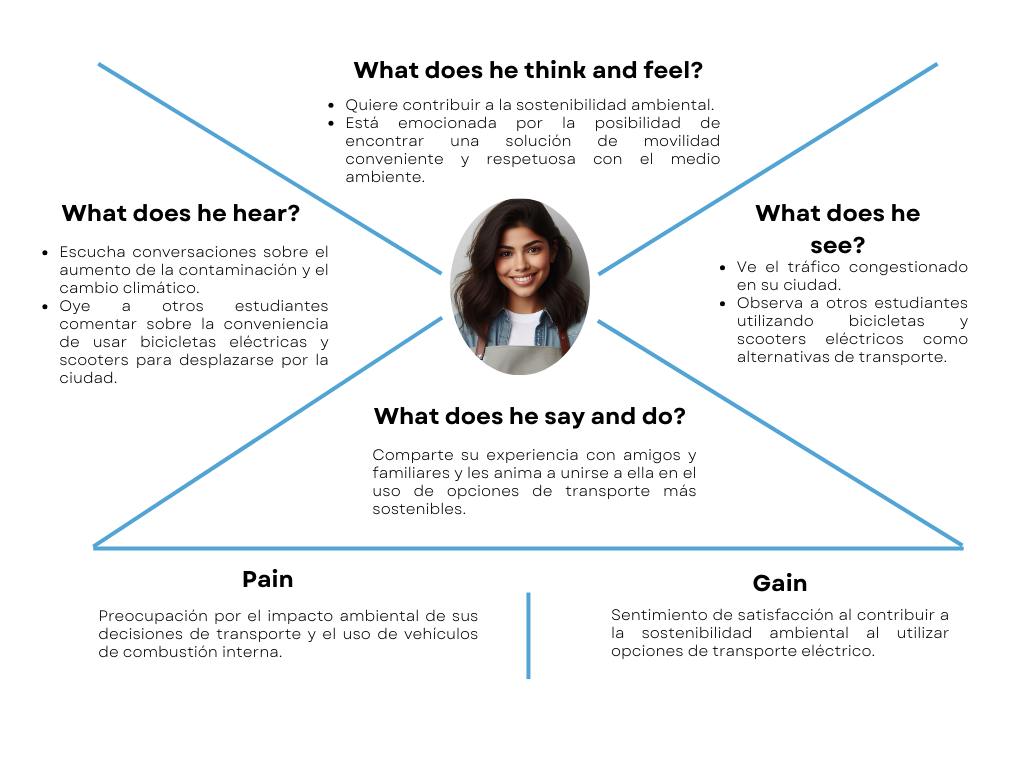 What does he think and feel?
• Quiere contribuir a la sostenibilidad ambiental.
• Está emocionada por la posibilidad de
encontrar una solución de movilidad
conveniente y respetuosa con el medio
ambiente.
What does he hear?
• Escucha conversaciones sobre el
aumento de la contaminación y el
cambio climático.
• Oye a otros estudiantes
comentar sobre la conveniencia
de usar bicicletas eléctricas y
scooters para desplazarse por la
ciudad.
What does he
see?
• Ve el tráfico congestionado
en su ciudad.
• Observa a otros estudiantes
utilizando bicicletas y
scooters eléctricos como
alternativas de transporte.
What does he say and do?
Comparte su experiencia con amigos y
familiares y les anima a unirse a ella en el
uso de opciones de transporte más
sostenibles.
Pain
Preocupación por el impacto ambiental de sus
decisiones de transporte y el uso de vehículos
de combustión interna.
Gain
Sentimiento de satisfacción al contribuir a
la sostenibilidad ambiental al utilizar
opciones de transporte eléctrico.